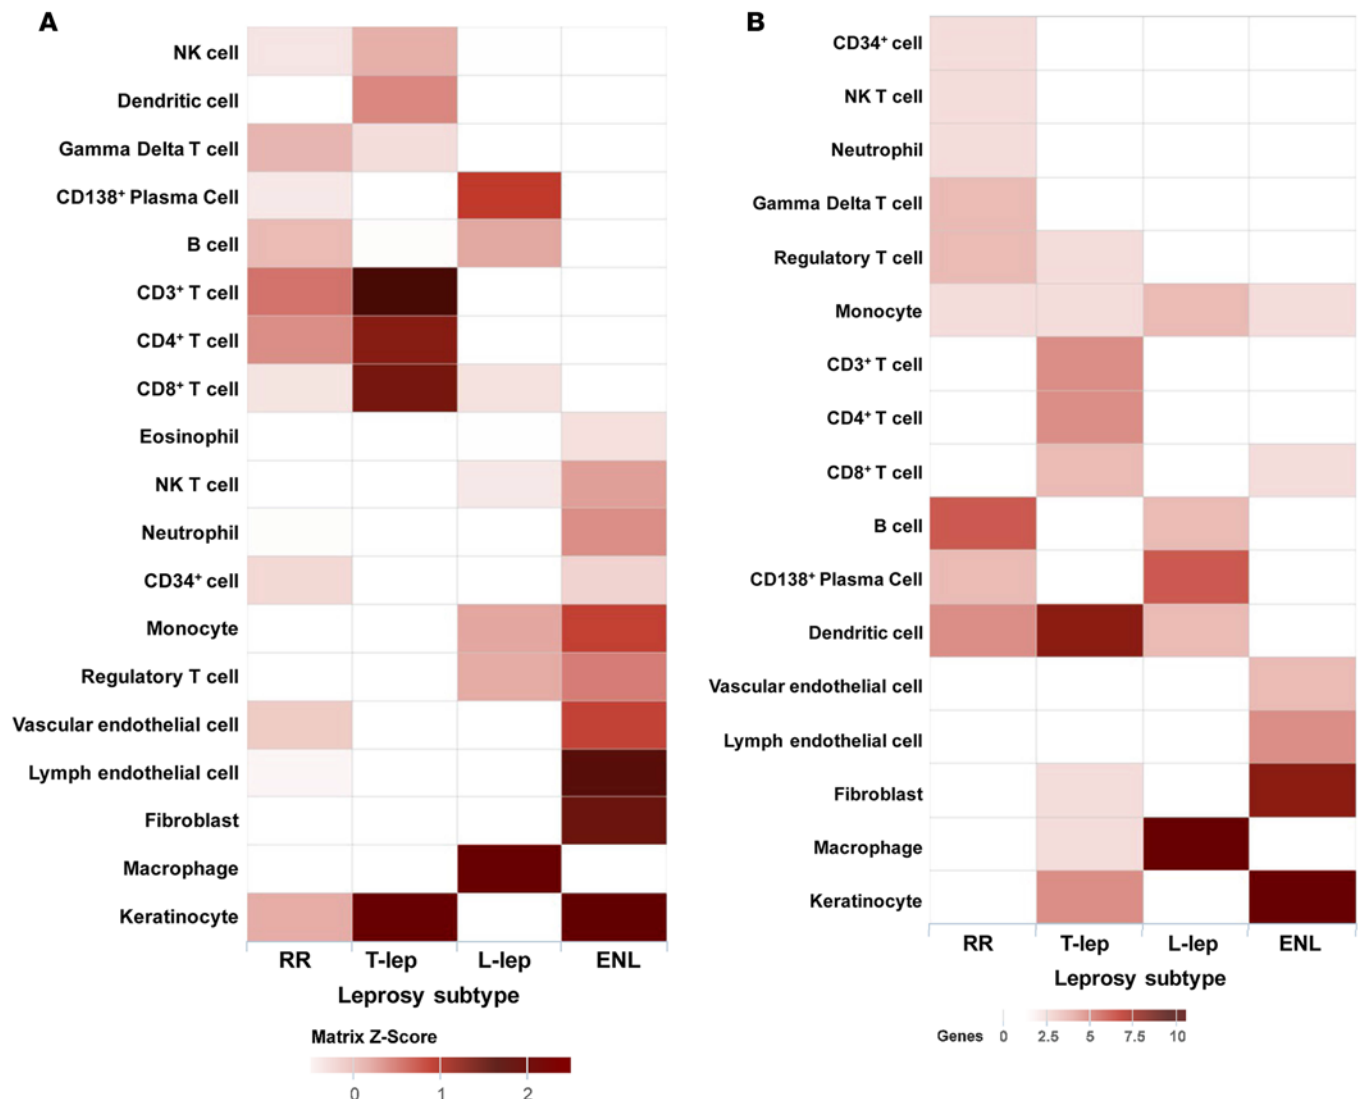 A
NK cell
Dendritic cell
Gamma Delta T cell
CD138⁺ Plasma Cell
B cell
CD3⁺ T cell
CD4⁺ T cell
CD8⁺ T cell
Eosinophil
NK T cell
Neutrophil
CD34⁺ cell
Monocyte
Regulatory T cell
Vascular endothelial cell
Lymph endothelial cell
Fibroblast
Macrophage
Keratinocyte
RR T-lep L-lep ENL
Leprosy subtype
Matrix Z-Score
0 1 2
B
CD34⁺ cell
NK T cell
Neutrophil
Gamma Delta T cell
Regulatory T cell
Monocyte
CD3⁺ T cell
CD4⁺ T cell
CD8⁺ T cell
B cell
CD138⁺ Plasma Cell
Dendritic cell
Vascular endothelial cell
Lymph endothelial cell
Fibroblast
Macrophage
Keratinocyte
RR T-lep L-lep ENL
Leprosy subtype
Genes 0 2.5 5 7.5 10